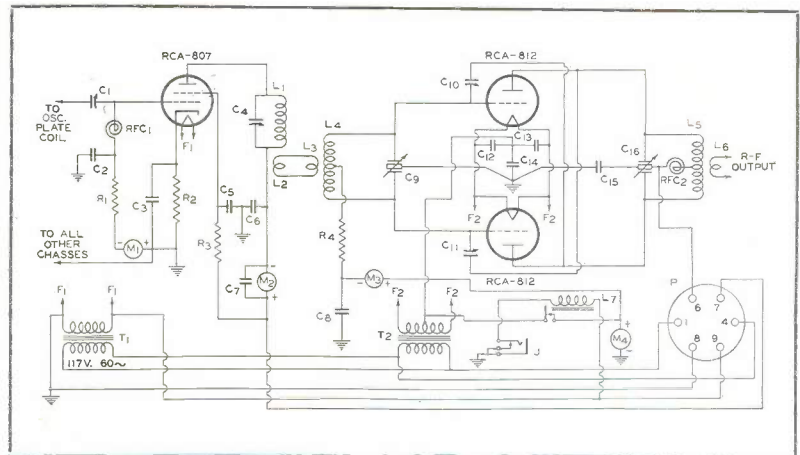 RCA-807
RCA-812
C1
TO
OSC.
PLATE
COIL
RFC1
F1
C2
R1
C3
R2
M1
TO ALL
OTHER
CHASSES
C4
L1
L2
L3
L4
C5
C6
R3
C7
M2
C9
R4
M3
C8
C10
C11
C12
C13
C14
F2
F2
RCA-812
C15
C16
RFC2
L5
L6
R-F
OUTPUT
F1
F1
T1
117V. 60~
F2
F2
T2
L7
J
M4
P
6
7
1
4
8
9